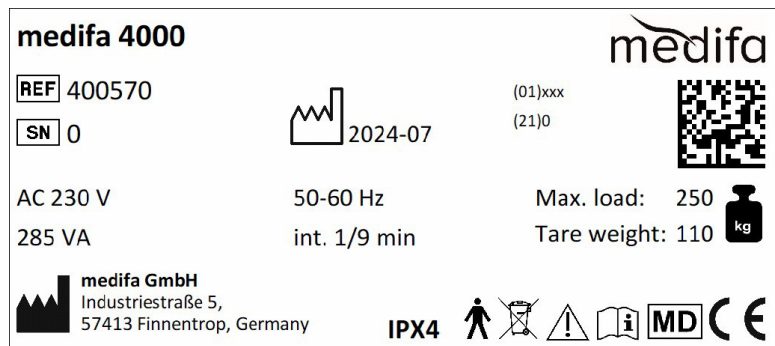 medifa 4000
medifa
REF 400570
SN 0
2024-07
(01)xxx
(21)0
AC 230 V
50-60 Hz
Max. load: 250
285 VA
int. 1/9 min
Tare weight: 110
kg
medifa GmbH
Industriestraße 5,
57413 Finnentrop, Germany
IPX4
i
MD
CE